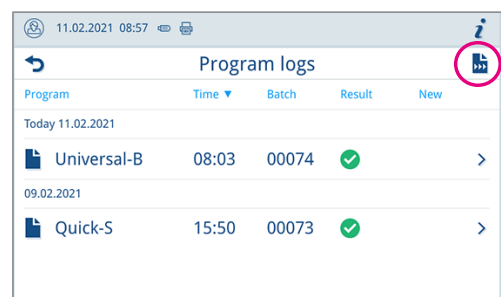 11.02.2021 08:57
i
Program logs
Program Time ▼ Batch Result New
Today 11.02.2021
Universal-B 08:03 00074
09.02.2021
Quick-S 15:50 00073